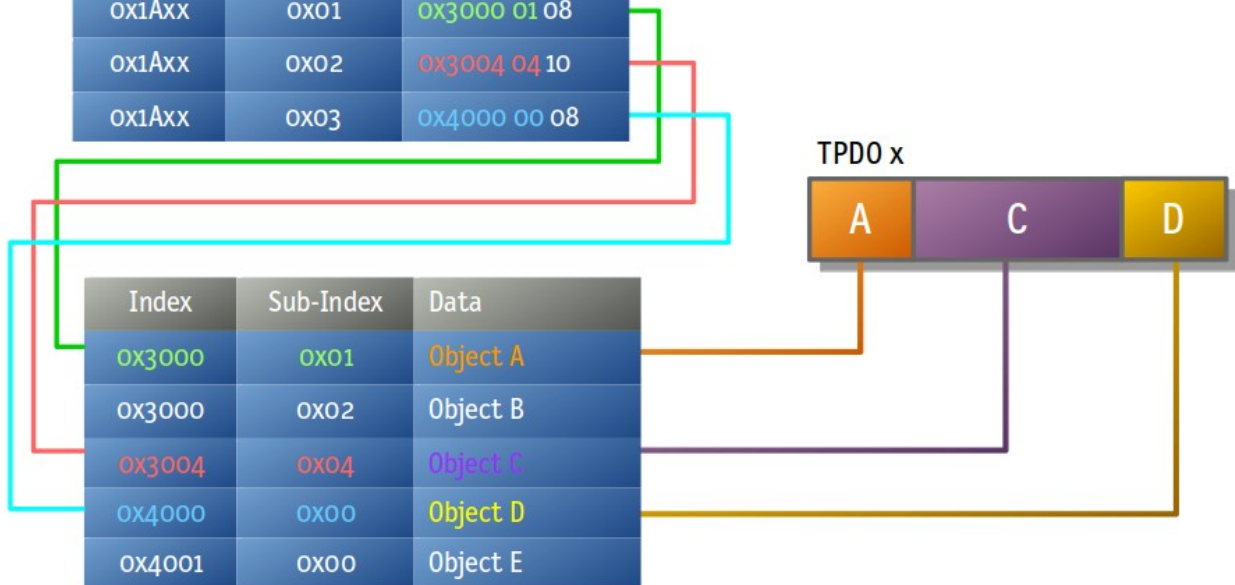 0x1Axx 0x01 0x3000 01 08
0x1Axx 0x02 0x3004 04 10
0x1Axx 0x03 0x4000 00 08
TPDO x
A C D
Index Sub-Index Data
0x3000 0x01 Object A
0x3000 0x02 Object B
0x3004 0x04 Object C
0x4000 0x00 Object D
0x4001 0x00 Object E